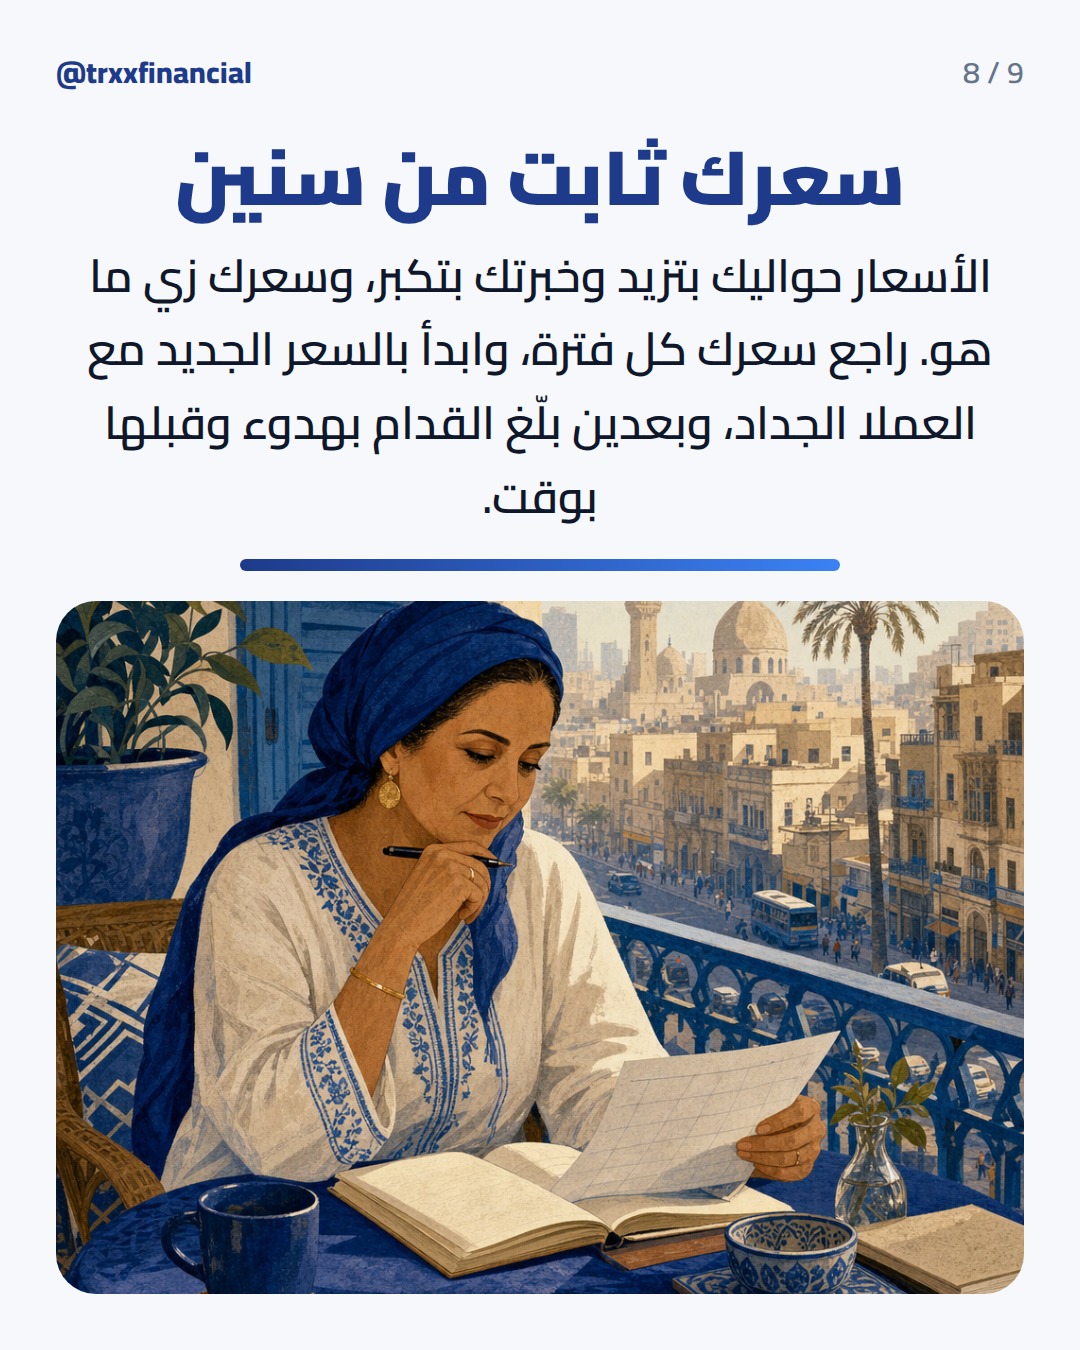 @trxxfinancial
8 / 9
سعرك ثابت من سنين
الأسعار حواليك بتزيد وخبرتك بتكبر، وسعرك زي ما
هو. راجع سعرك كل فترة، وابدأ بالسعر الجديد مع
العملا الجداد، وبعدين بلّغ القدام بهدوء وقبلها
بوقت.